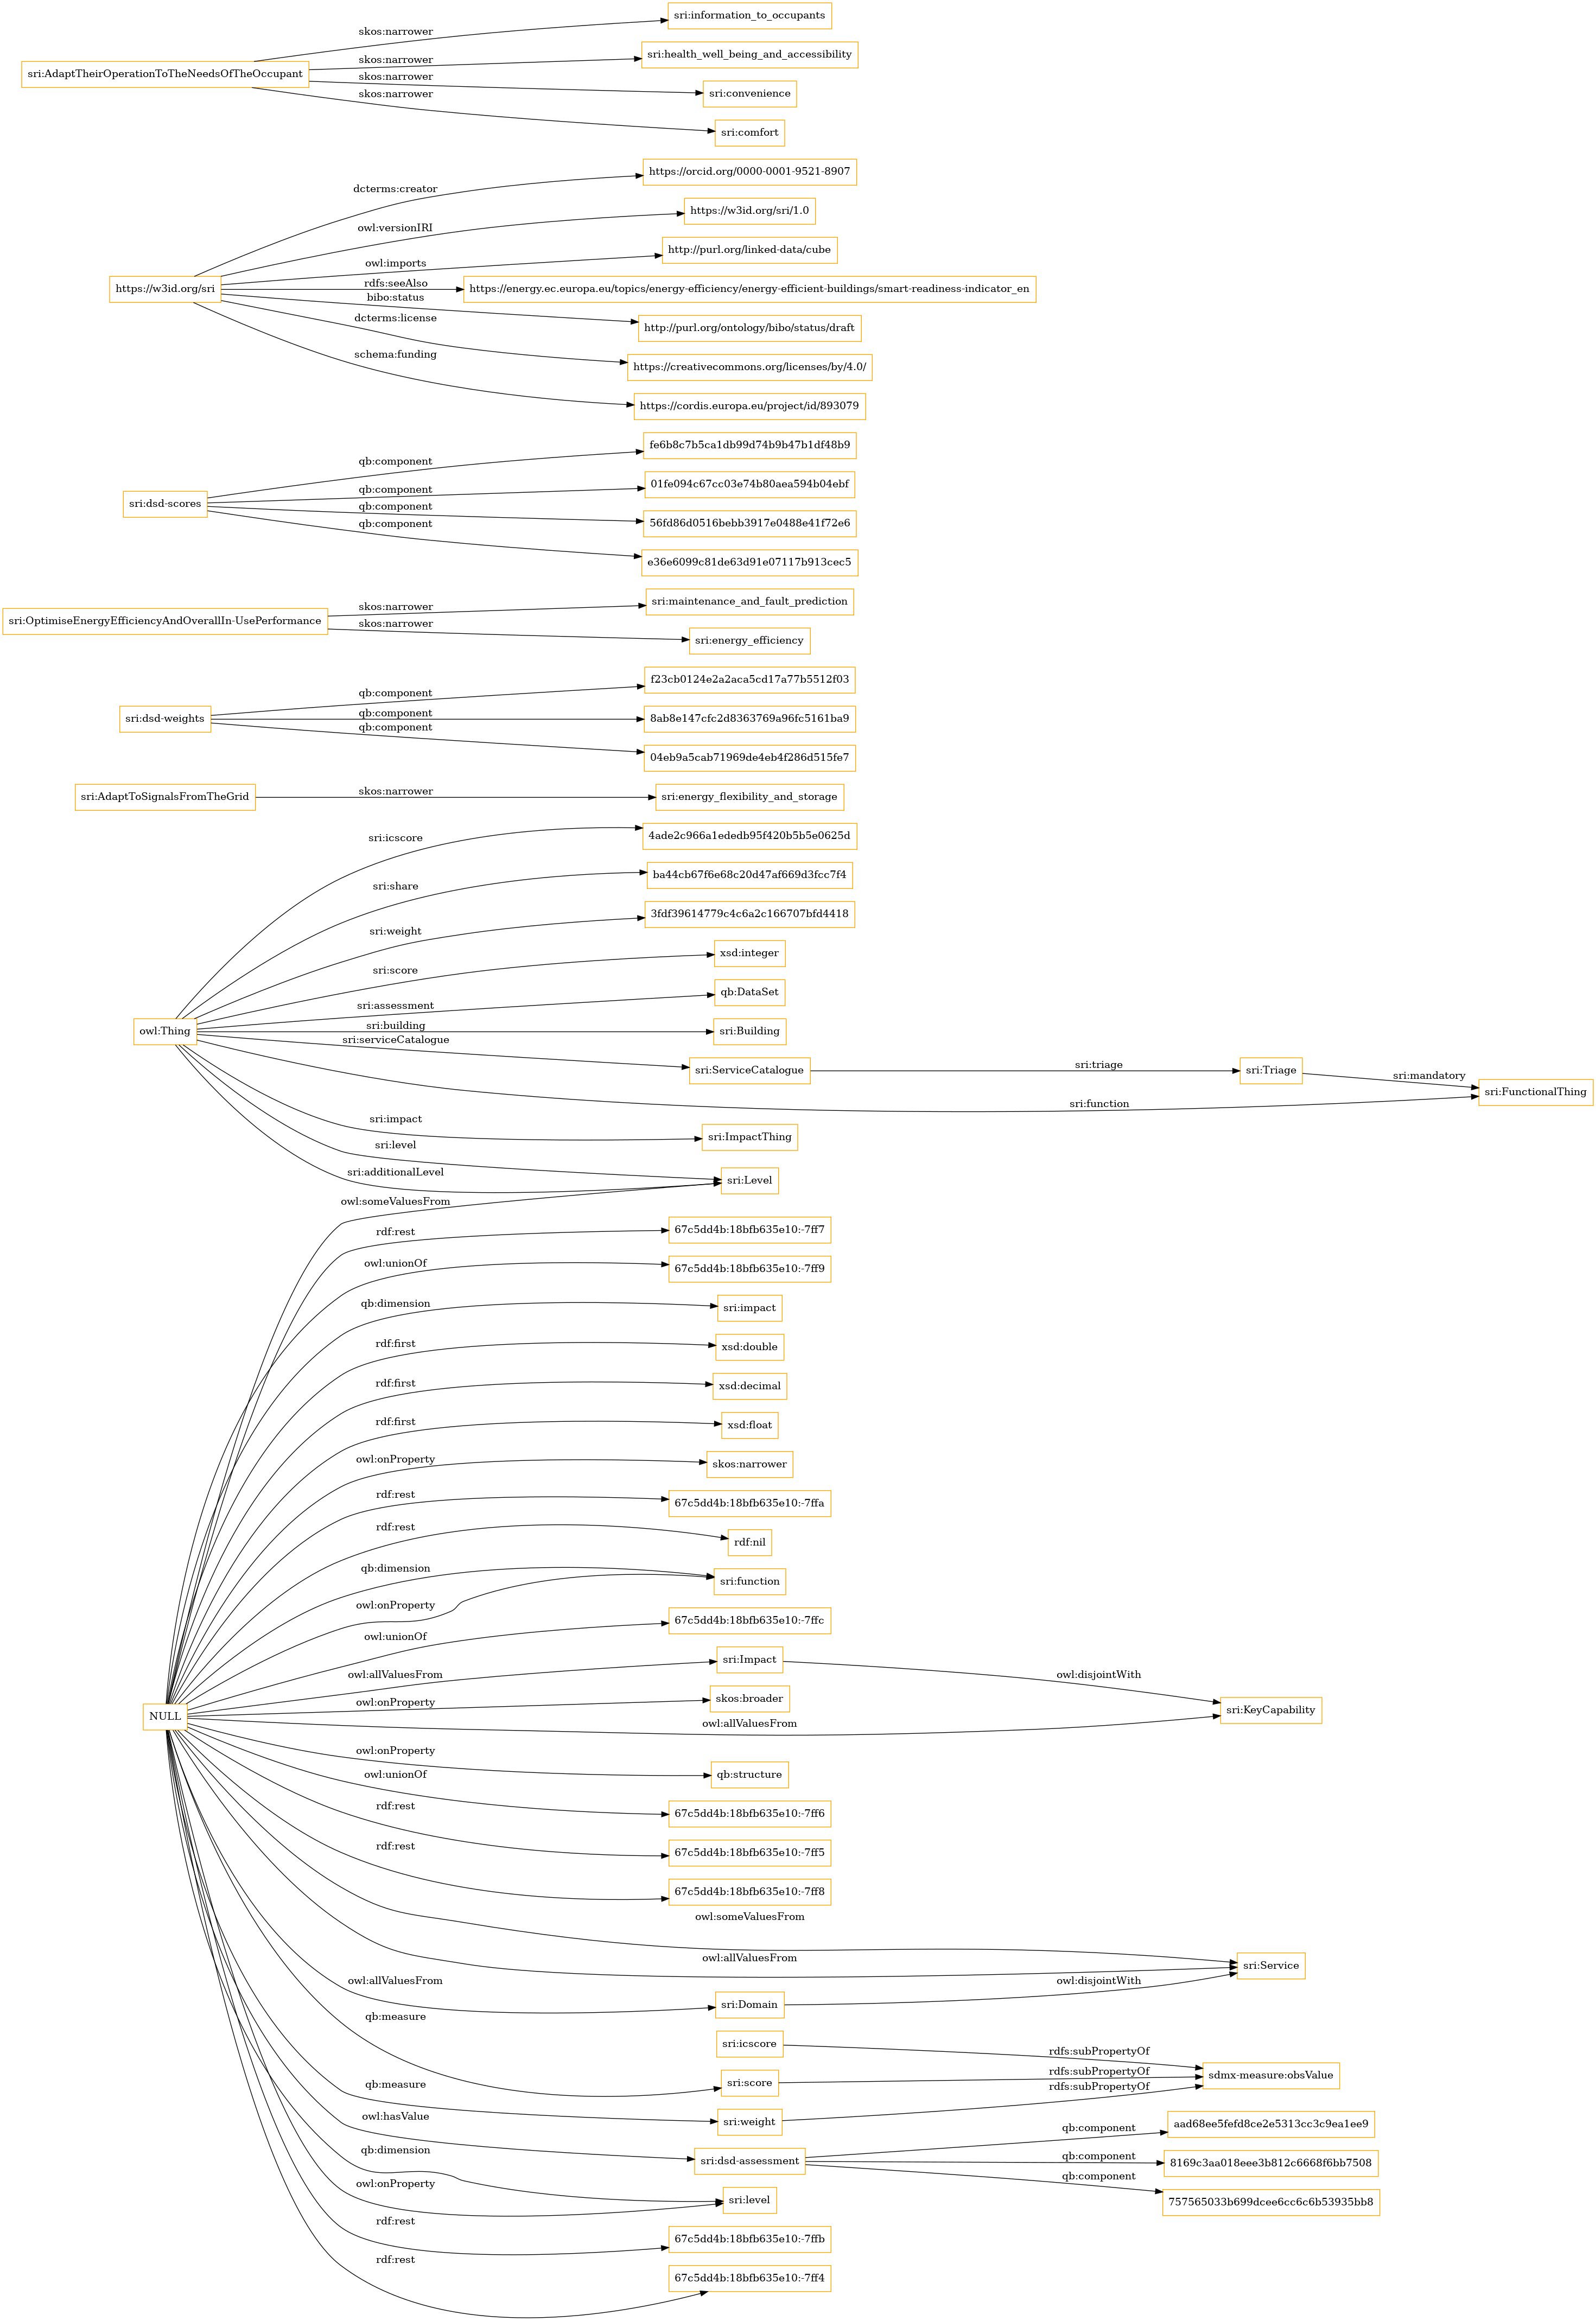 sri:information_to_occupants
skos:narrower
sri:health_well_being_and_accessibility
skos:narrower
sri:AdaptTheirOperationToTheNeedsOfTheOccupant
skos:narrower
sri:convenience
skos:narrower
sri:comfort
https://orcid.org/0000-0001-9521-8907
dcterms:creator
https://w3id.org/sri/1.0
owl:versionIRI
http://purl.org/linked-data/cube
owl:imports
https://w3id.org/sri
rdfs:seeAlso
https://energy.ec.europa.eu/topics/energy-efficiency/energy-efficient-buildings/smart-readiness-indicator_en
bibo:status
http://purl.org/ontology/bibo/status/draft
dcterms:license
https://creativecommons.org/licenses/by/4.0/
schema:funding
https://cordis.europa.eu/project/id/893079
fe6b8c7b5ca1db99d74b9b47b1df48b9
qb:component
01fe094c67cc03e74b80aea594b04ebf
qb:component
sri:dsd-scores
qb:component
56fd86d0516bebb3917e0488e41f72e6
qb:component
e36e6099c81de63d91e07117b913cec5
sri:maintenance_and_fault_prediction
skos:narrower
sri:OptimiseEnergyEfficiencyAndOverallIn-UsePerformance
skos:narrower
sri:energy_efficiency
f23cb0124e2a2aca5cd17a77b5512f03
qb:component
sri:dsd-weights
qb:component
8ab8e147cfc2d8363769a96fc5161ba9
qb:component
04eb9a5cab71969de4eb4f286d515fe7
sri:AdaptToSignalsFromTheGrid
skos:narrower
sri:energy_flexibility_and_storage
sri:icscore
4ade2c966a1ededb95f420b5b5e0625d
sri:share
ba44cb67f6e68c20d47af669d3fcc7f4
sri:weight
3fdf39614779c4c6a2c166707bfd4418
sri:score
xsd:integer
sri:assessment
qb:DataSet
owl:Thing
sri:building
sri:Building
sri:serviceCatalogue
sri:ServiceCatalogue
sri:triage
sri:Triage
sri:mandatory
sri:FunctionalThing
sri:function
sri:impact
sri:ImpactThing
sri:level
sri:additionalLevel
sri:Level
owl:someValuesFrom
rdf:rest
67c5dd4b:18bfb635e10:-7ff7
owl:unionOf
67c5dd4b:18bfb635e10:-7ff9
qb:dimension
sri:impact
rdf:first
xsd:double
rdf:first
xsd:decimal
rdf:first
xsd:float
owl:onProperty
skos:narrower
rdf:rest
67c5dd4b:18bfb635e10:-7ffa
rdf:rest
rdf:nil
qb:dimension
sri:function
owl:onProperty
owl:unionOf
67c5dd4b:18bfb635e10:-7ffc
owl:allValuesFrom
sri:Impact
owl:disjointWith
owl:onProperty
skos:broader
sri:KeyCapability
NULL
owl:allValuesFrom
owl:onProperty
qb:structure
owl:unionOf
67c5dd4b:18bfb635e10:-7ff6
rdf:rest
67c5dd4b:18bfb635e10:-7ff5
rdf:rest
67c5dd4b:18bfb635e10:-7ff8
owl:someValuesFrom
owl:allValuesFrom
sri:Service
owl:allValuesFrom
sri:Domain
owl:disjointWith
qb:measure
sri:icscore
rdfs:subPropertyOf
sri:score
rdfs:subPropertyOf
sdmx-measure:obsValue
qb:measure
sri:weight
rdfs:subPropertyOf
owl:hasValue
sri:dsd-assessment
qb:component
aad68ee5fefd8ce2e5313cc3c9ea1ee9
qb:component
8169c3aa018eee3b812c6668f6bb7508
qb:component
757565033b699dcee6cc6c6b53935bb8
qb:dimension
owl:onProperty
sri:level
rdf:rest
67c5dd4b:18bfb635e10:-7ffb
rdf:rest
67c5dd4b:18bfb635e10:-7ff4